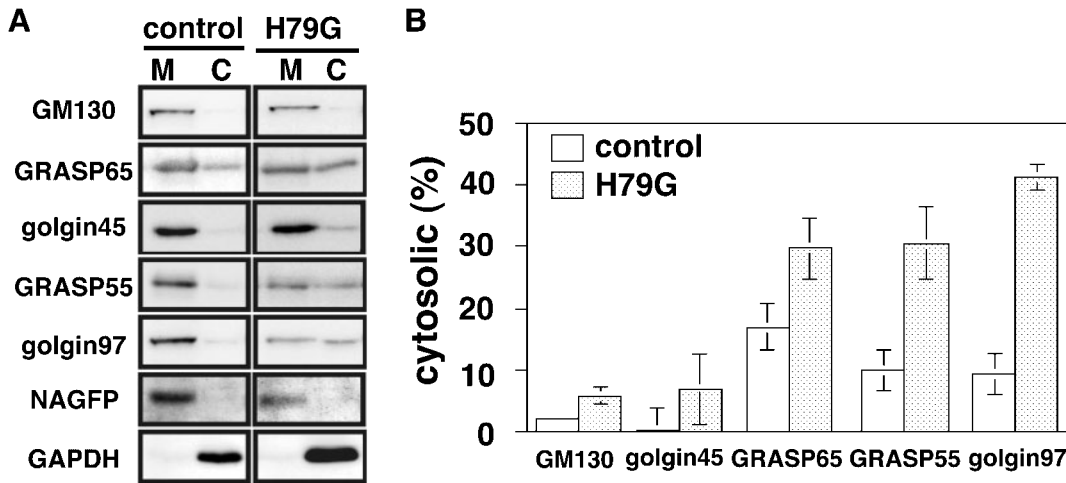 A
control H79G
M C M C
GM130
GRASP65
golgin45
GRASP55
golgin97
NAGFP
GAPDH
B
cytosolic (%)
50
40
30
20
10
0
control
H79G
GM130 golgin45 GRASP65 GRASP55 golgin97